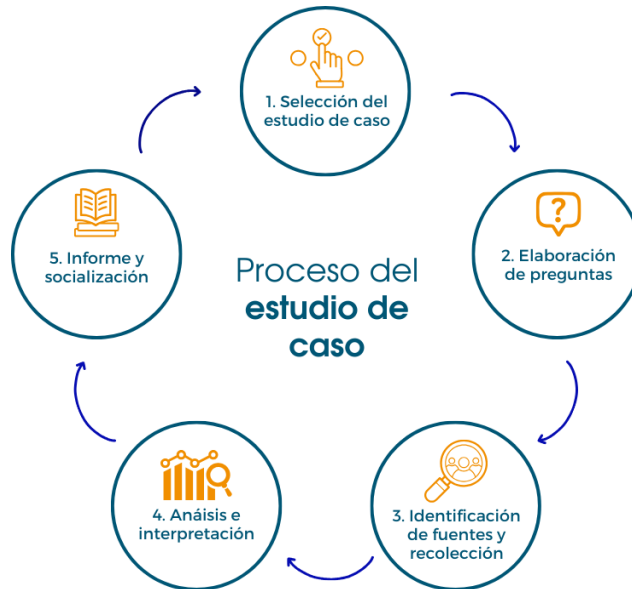 1. Selección del
estudio de caso
2. Elaboración
de preguntas
3. Identificación
de fuentes y
recolección
4. Anáisis e
interpretación
5. Informe y
socialización
Proceso del
estudio de
caso